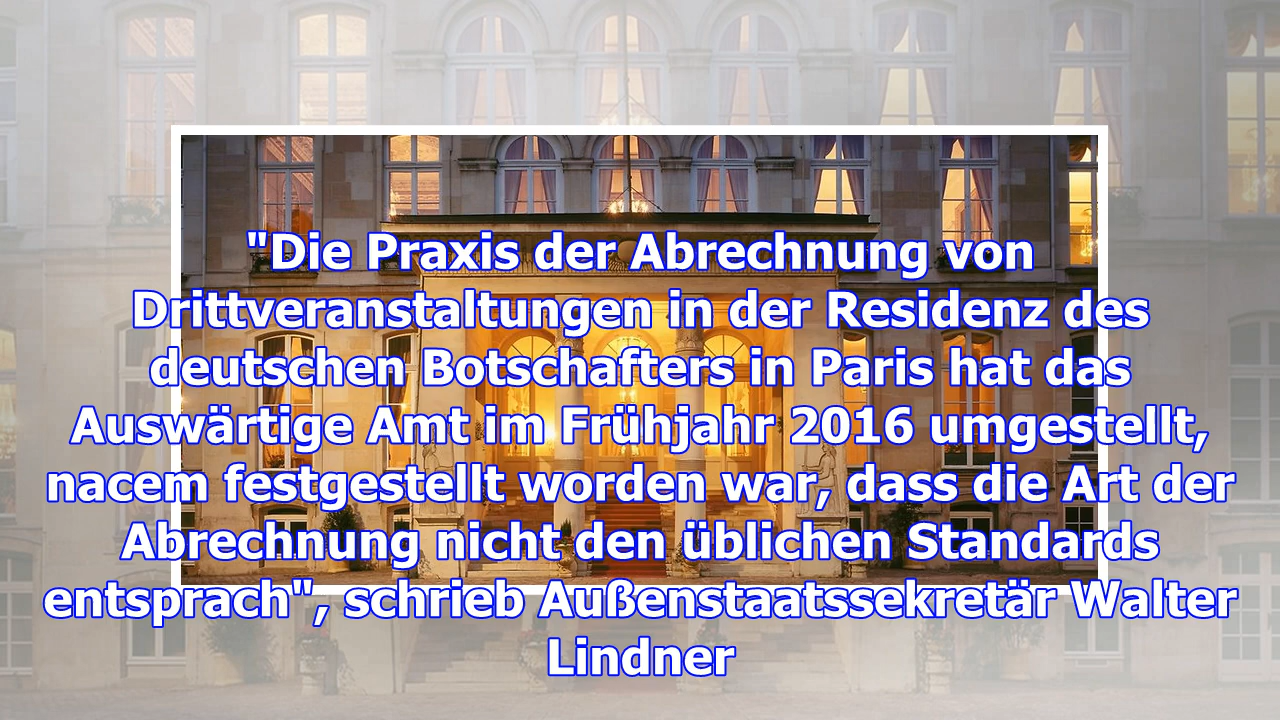 "Die Praxis der Abrechnung von
Drittveranstaltungen in der Residenz des
deutschen Botschafters in Paris hat das
Auswärtige Amt im Frühjahr 2016 umgestellt,
nacem festgestellt worden war, dass die Art der
Abrechnung nicht den üblichen Standards
entsprach", schrieb Außenstaatssekretär Walter
Lindner